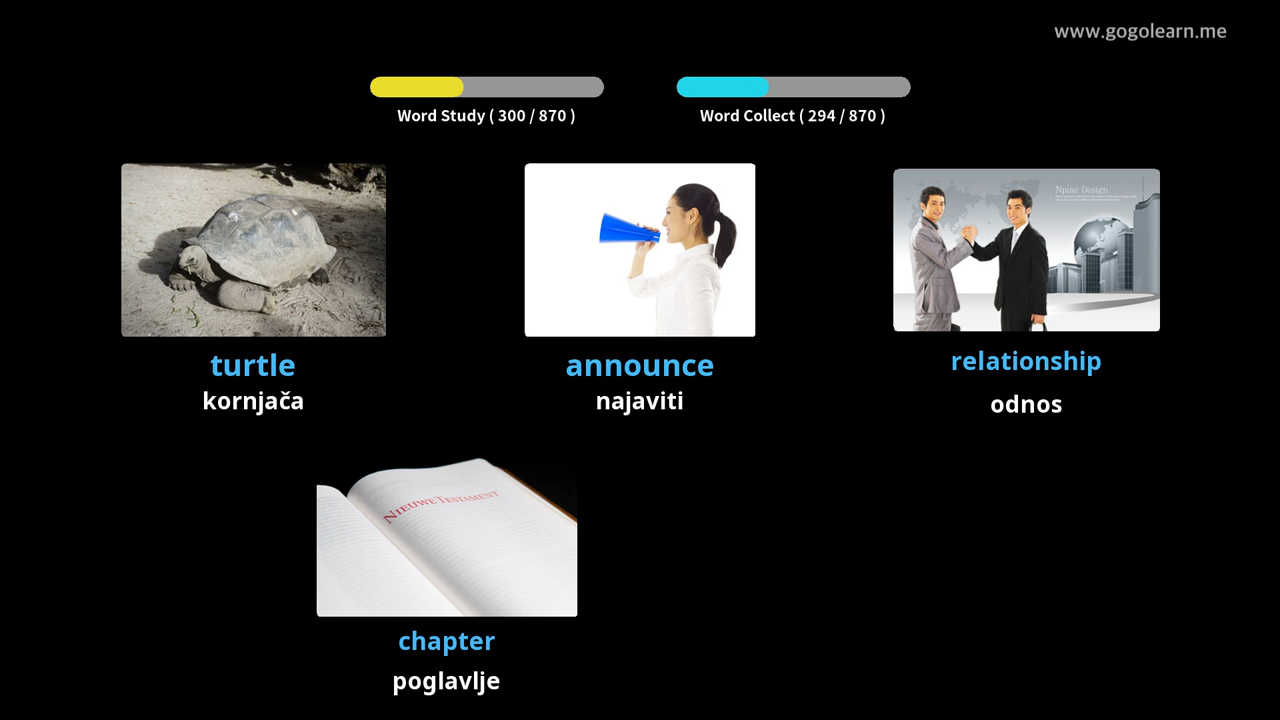 www.gogolearn.me
Word Study ( 300 / 870 )
Word Collect ( 294 / 870 )
Npine Design
turtle
kornjača
announce
najaviti
relationship
odnos
NIEUWE TESTAMENT
chapter
poglavlje